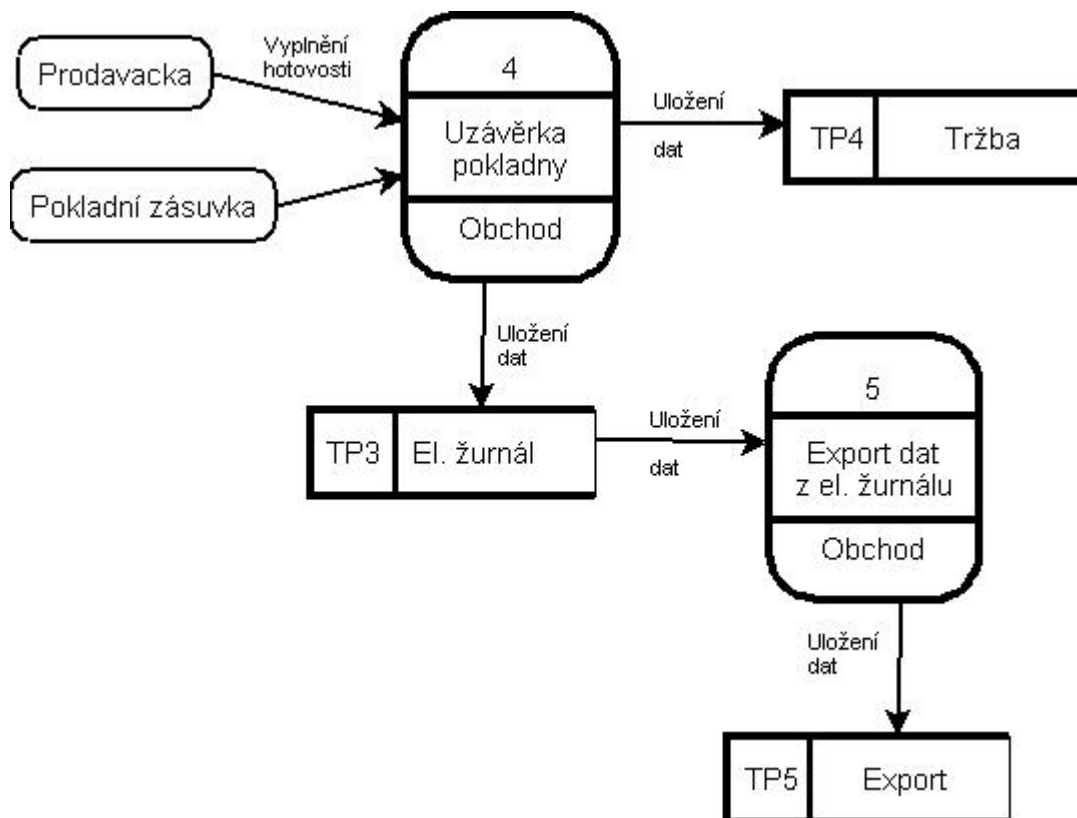 Prodavacka
Vyplnění
hotovosti
4
Uzávěrka
pokladny
Obchod
Pokladní zásuvka
Uložení
dat
TP4
Tržba
Uložení
dat
TP3
El. žurnál
Uložení
dat
5
Export dat
z el. žurnálu
Obchod
Uložení
dat
TP5
Export